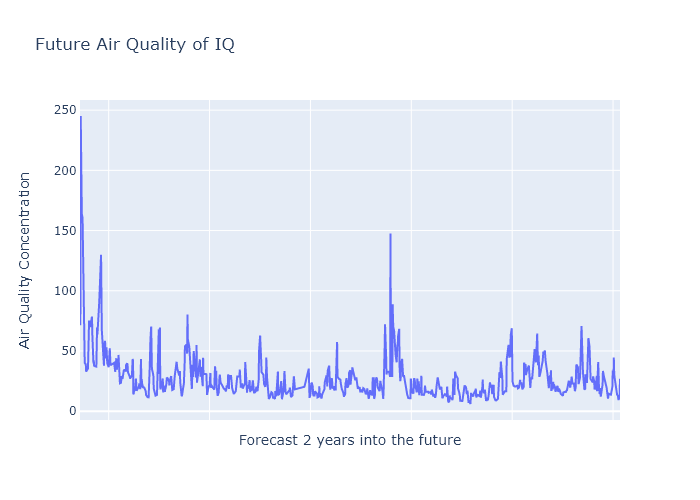 Future Air Quality of IQ
250
200
150
100
50
0
Air Quality Concentration
Forecast 2 years into the future